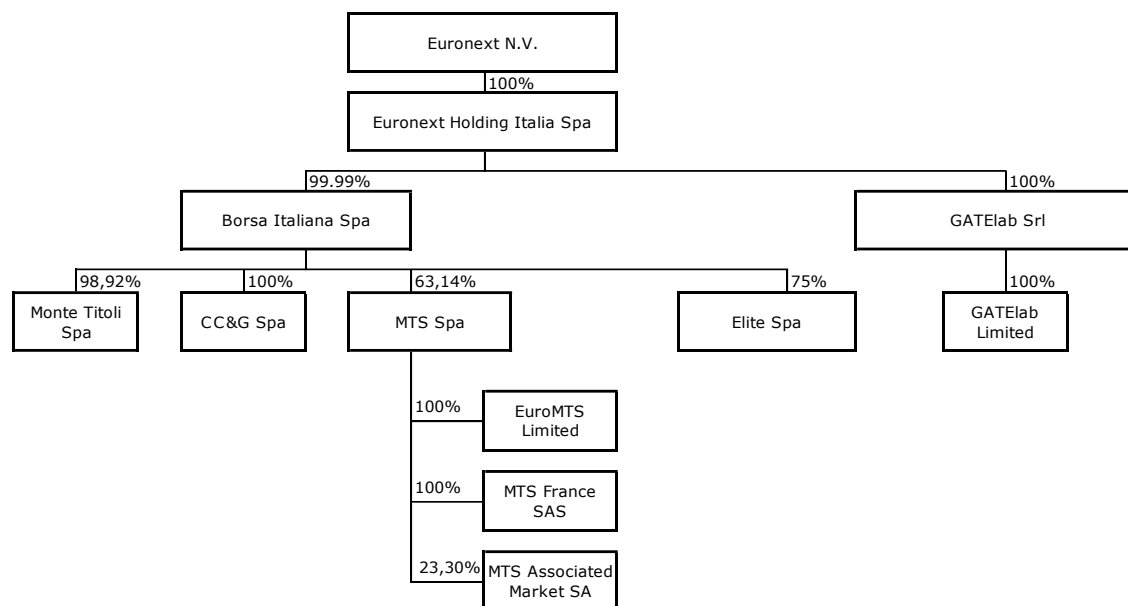 Euronext N.V.
100%
Euronext Holding Italia Spa
99.99%
100%
Borsa Italiana Spa
GATElab Srl
98,92%
100%
63,14%
75%
100%
Monte Titoli
Spa
CC&G Spa
MTS Spa
Elite Spa
GATElab
Limited
100%
EuroMTS
Limited
100%
MTS France
SAS
23,30%
MTS Associated
Market SA